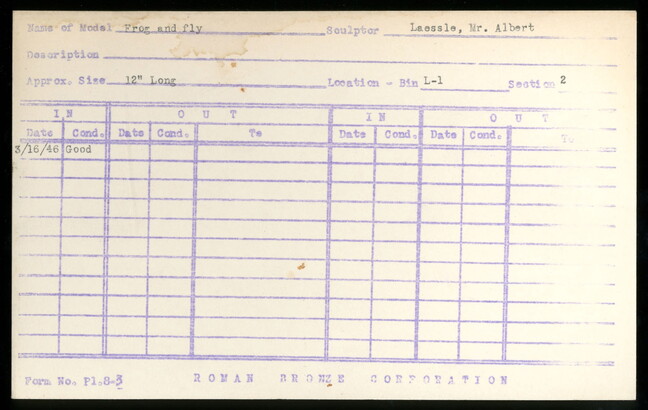 Name of Model Frog and fly Sculptor Laessle, Mr. Albert
Description
Approx. Size 12" Long Location - Bin L-1 Section 2
IN OUT IN OUT
Date Cond. Date Cond. To Date Cond. Date Cond. To
3/16/46 Good
Form No. Pl.8-3 ROMAN BRONZE CORPORATION